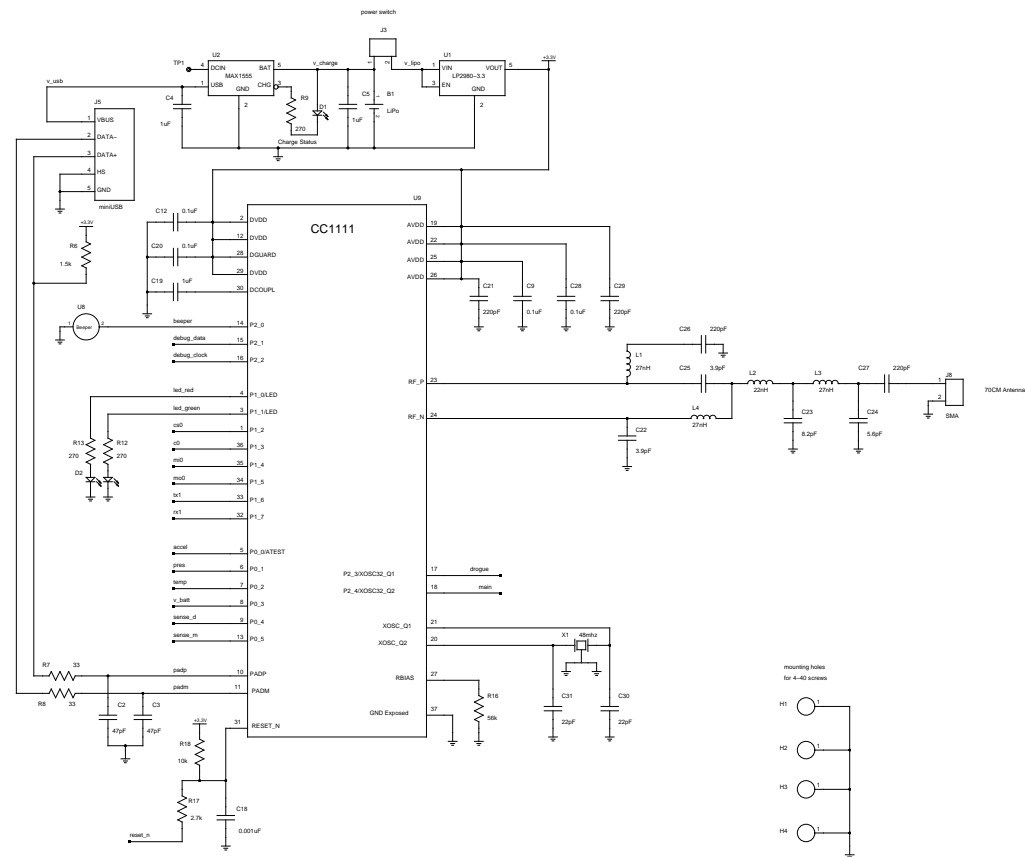 power switch
J3
1 2
U2
TP1
4 DCIN BAT 5
MAX1555
1 USB CHG 3
GND
2
v_charge
v_lipo
U1
1 VIN VOUT 5
LP2980-3.3
3 EN
GND
2
+3.3V
v_usb
C4
1uF
R9
270
D1
Charge Status
C5
1uF
B1
LiPo
1
2
J5
1 VBUS
2 DATA-
3 DATA+
4 HS
5 GND
miniUSB
+3.3V
R6
1.5k
U9
CC1111
C12 0.1uF
C20 0.1uF
C19 1uF
2 DVDD
12 DVDD
28 DGUARD
29 DVDD
30 DCOUPL
AVDD 19
AVDD 22
AVDD 25
AVDD 26
C21
220pF
C9
0.1uF
C28
0.1uF
C29
220pF
U8
1 Beeper 2
beeper 14 P2_0
debug_data 15 P2_1
debug_clock 16 P2_2
led_red 4 P1_0/LED
led_green 3 P1_1/LED
cs0 1 P1_2
c0 36 P1_3
mi0 35 P1_4
mo0 34 P1_5
tx1 33 P1_6
rx1 32 P1_7
R13
270
R12
270
D2
RF_P 23
RF_N 24
C26 220pF
L1
27nH
C25 3.9pF
L4
27nH
C22
3.9pF
L2
22nH
C23
8.2pF
L3
27nH
C24
5.6pF
C27 220pF
J8
1
2
SMA
70CM Antenna
accel 5 P0_0/ATEST
pres 6 P0_1
temp 7 P0_2
v_batt 8 P0_3
sense_d 9 P0_4
sense_m 13 P0_5
P2_3/XOSC32_Q1 17 drogue
P2_4/XOSC32_Q2 18 main
XOSC_Q1 21
XOSC_Q2 20
X1 48mhz
C31
22pF
C30
22pF
RBIAS 27
R16
56k
GND Exposed 37
R7 33
padp 10 PADP
R8 33
padm 11 PADM
C2
47pF
C3
47pF
31 RESET_N
+3.3V
R18
10k
R17
2.7k
C18
0.001uF
reset_n
mounting holes
for 4-40 screws
H1 1
H2 1
H3 1
H4 1